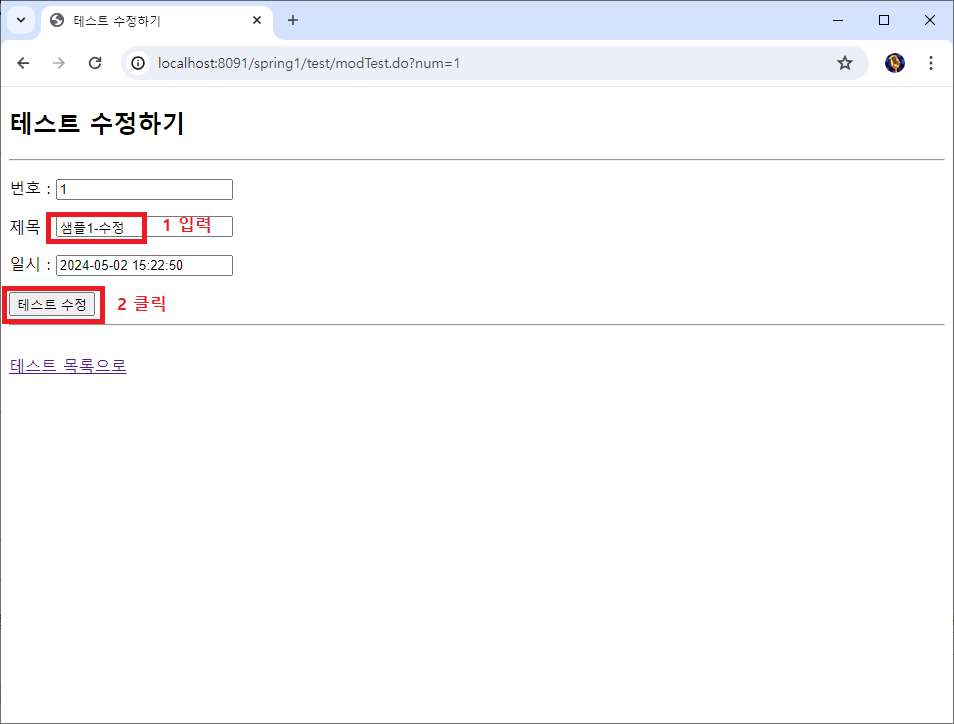 테스트 수정하기
localhost:8091/spring1/test/modTest.do?num=1
테스트 수정하기
번호 : 1
제목 샘플1-수정 1 입력
일시 : 2024-05-02 15:22:50
테스트 수정 2 클릭
테스트 목록으로